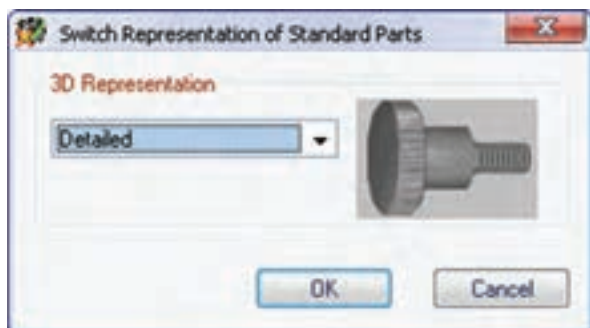 Switch Representation of Standard Parts
3D Representation
Detailed
OK
Cancel